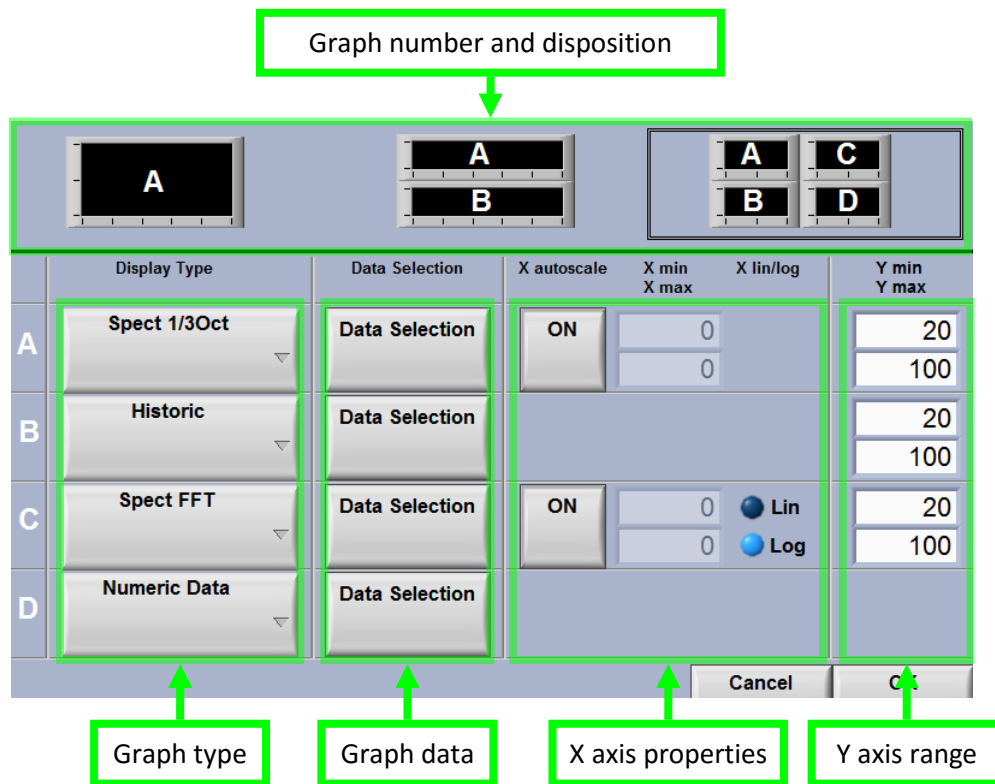 Graph number and disposition
A
A
B
A C
B D
Display Type Data Selection X autoscale X min X lin/log Y min
X max Y max
A Spect 1/3Oct Data Selection ON 0 20
0 100
B Historic Data Selection 20
100
C Spect FFT Data Selection ON 0 Lin 20
0 Log 100
D Numeric Data Data Selection
Cancel OK
Graph type Graph data X axis properties Y axis range